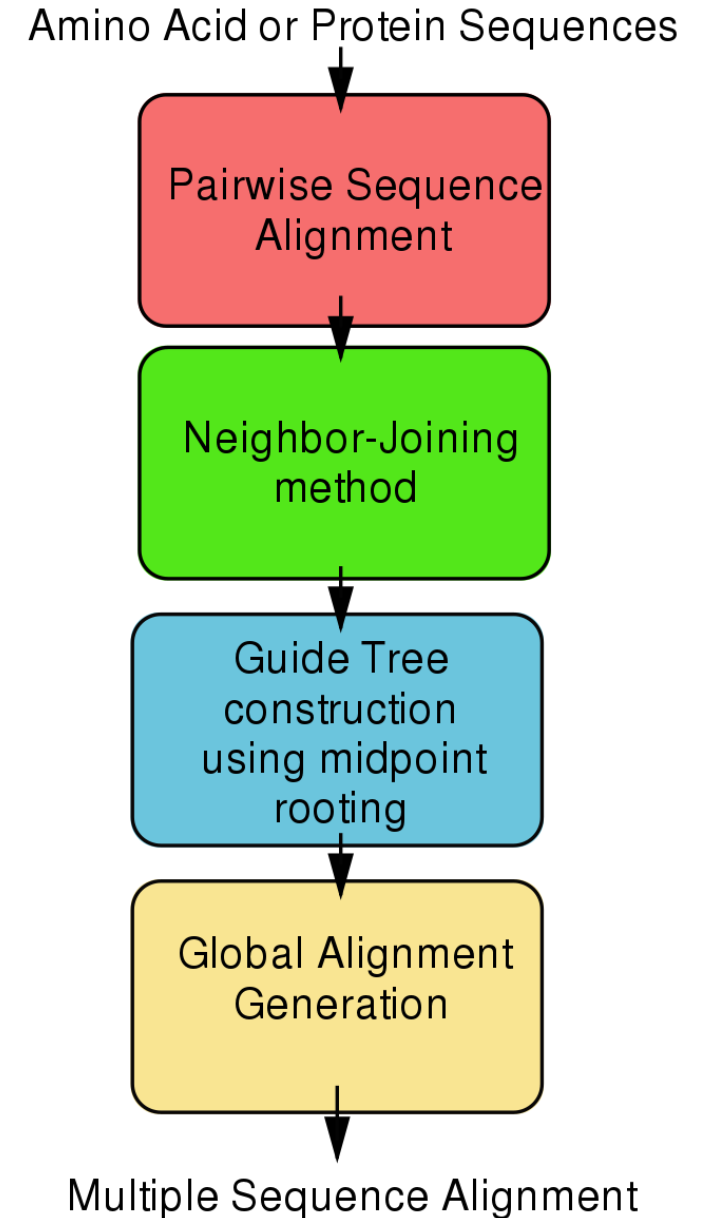 Amino Acid or Protein Sequences
Pairwise Sequence
Alignment
Neighbor-Joining
method
Guide Tree
construction
using midpoint
rooting
Global Alignment
Generation
Multiple Sequence Alignment